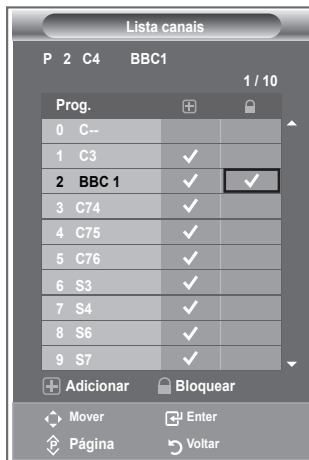 Lista canais
P 2 C4 BBC1
1 / 10
Prog.
0 C--
1 C3
2 BBC 1
3 C74
4 C75
5 C76
6 S3
7 S4
8 S6
9 S7
Adicionar Bloquear
Mover Enter
P Página Voltar